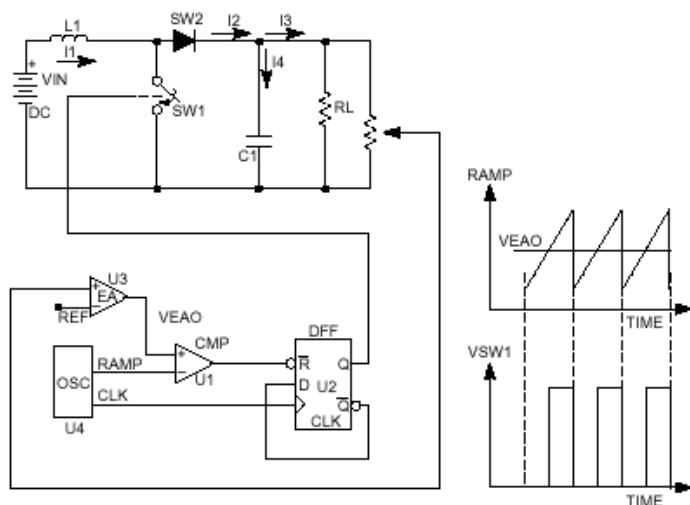 SW2
L1
I1
I2
I3
I4
+
VIN
DC
SW1
C1
RL
RAMP
VEAO
TIME
U3
+
EA
−
REF
VEAO
CMP
+
−
U1
DFF
R
Q
D
U2
Q
CLK
OSC
RAMP
CLK
U4
VSW1
TIME